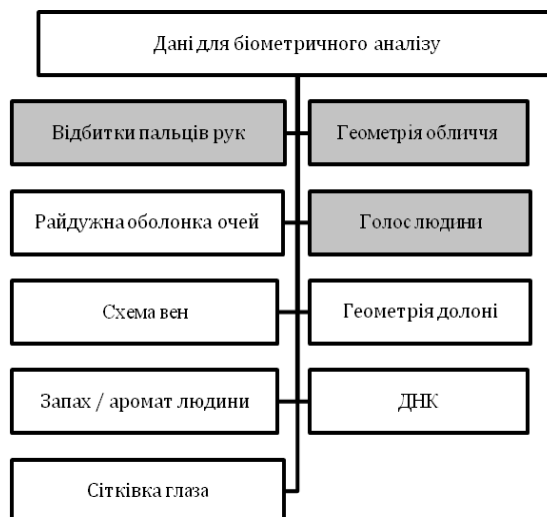 Дані для біометричного аналізу
Відбитки пальців рук
Геометрія обличчя
Райдужна оболонка очей
Голос людини
Схема вен
Геометрія долоні
Запах / аромат людини
ДНК
Сітківка глаза